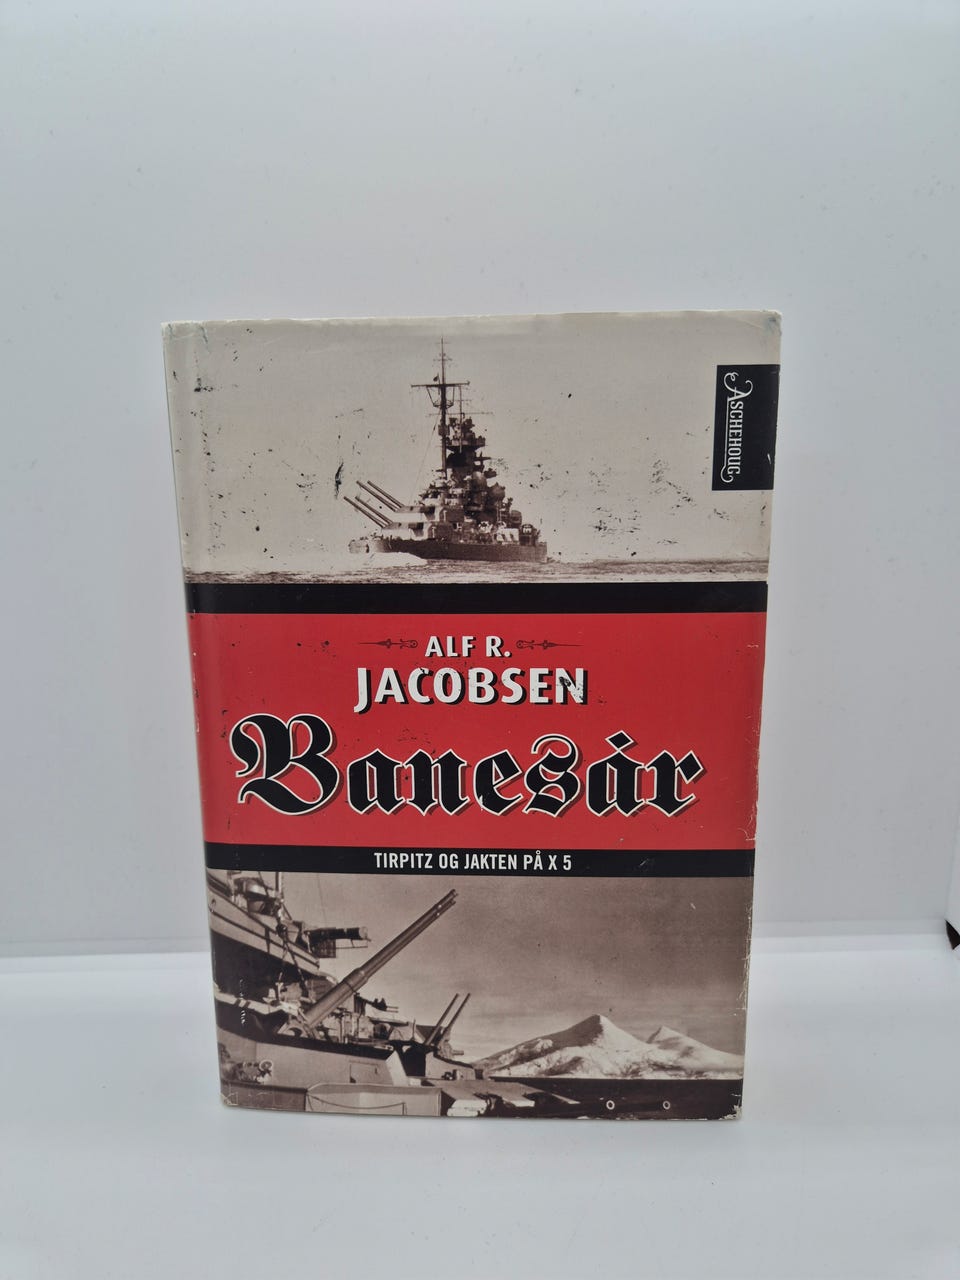 ASCHEHOUG
ALF R.
JACOBSEN
Banesår
TIRPITZ OG JAKTEN PÅ X 5